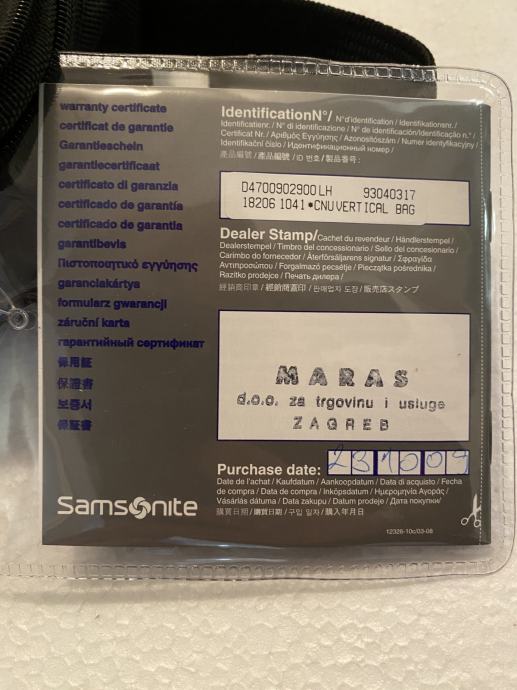 warranty certificate
certificat de garantie
Garantieschein
garantiecertificaat
certificato di garanzia
certificado de garantía
certificado de garantia
garantibevis
Πιστοποιητικό εγγύησης
garanciakártya
formularz gwarancji
záruční karta
гарантийный сертификат
保用証
保證書
보증서
保証書
Samsonite
IdentificationN°/ N°d'identification / Identifikationsnr. /
Identificatienr. / N° di identificazione / N° de identificación/Identificação n.° /
Certificat Nr. / Αριθμός Εγγύησης / Azonosítószám / Numer identyfikacyjny /
Identifikační číslo / Идентификационный номер /
產品編號 / 產品編號 / ID 번호 / 製品番号 :
D4700902900LH 93040317
18206 1041 •CNUVERTICAL BAG
Dealer Stamp/ Cachet du revendeur / Händlerstempel /
Dealerstempel / Timbro del concessionario / Sello del concessionario /
Carimbo do fornecedor / Återförsäljarens signatur / Σφραγίδα
Αντιπροσώπου / Forgalmazó pecsétje / Pieczątka pośrednika /
Razítko prodejce / Печать дилера /
經銷商印章 / 經銷商蓋印 / 판매업자 도장 / 販売店スタンプ
MARAS
d.o.o. za trgovinu i usluge
ZAGREB
Purchase date: 23 10 09
Date de l'achat / Kaufdatum / Aankoopdatum / Data di acquisto / Fecha
de compra / Data de compra / Inköpsdatum / Ημερομηνία Αγοράς /
Vásárlás dátuma / Data zakupu / Datum prodeje / Дата покупки/
購買日期 / 購買日期 / 구입 일자 / 購入年月日
12326-10c/03-08